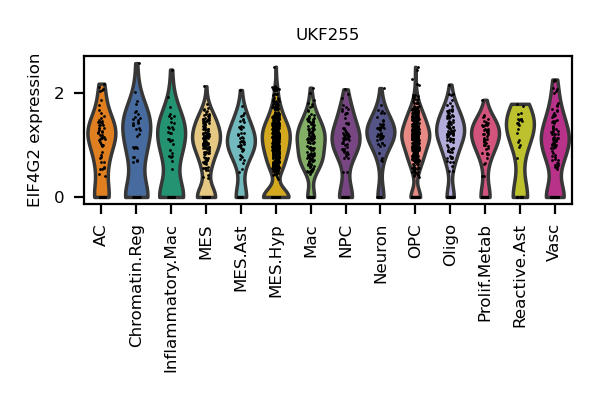 UKF255
EIF4G2 expression
2
0
AC
Chromatin.Reg
Inflammatory.Mac
MES
MES.Ast
MES.Hyp
Mac
NPC
Neuron
OPC
Oligo
Prolif.Metab
Reactive.Ast
Vasc